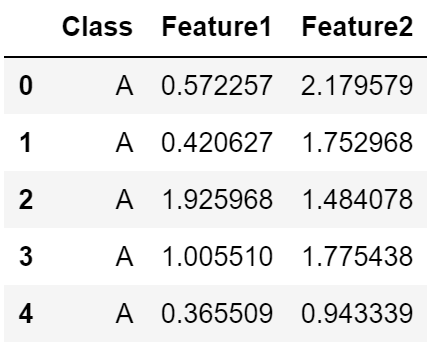 Class Feature1 Feature2
0 A 0.572257 2.179579
1 A 0.420627 1.752968
2 A 1.925968 1.484078
3 A 1.005510 1.775438
4 A 0.365509 0.943339